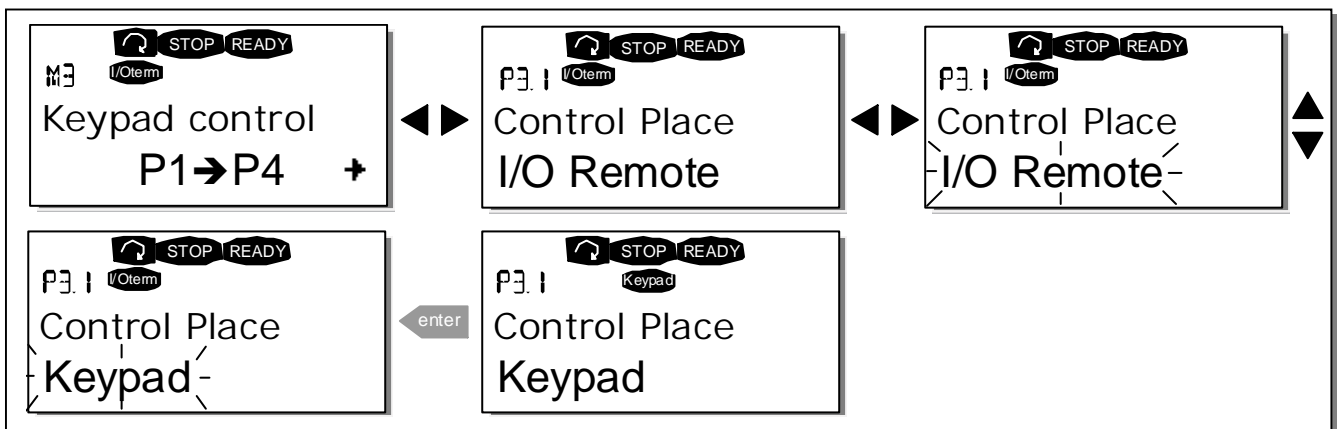 STOP READY
M3 I/Oterm
Keypad control
P1➔P4
STOP READY
P3.1 I/Oterm
Control Place
I/O Remote
STOP READY
P3.1 I/Oterm
Control Place
I/O Remote
STOP READY
P3.1 I/Oterm
Control Place
Keypad
enter
STOP READY
P3.1 Keypad
Control Place
Keypad